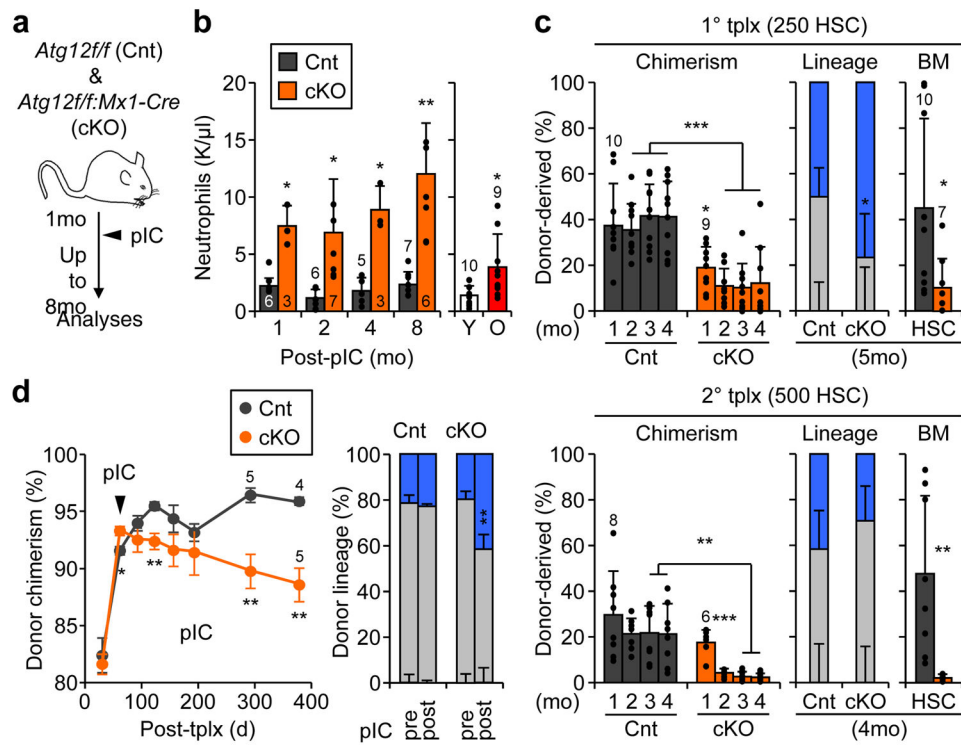 a
Atg12f/f (Cnt)
&
Atg12f/f:Mx1-Cre
(cKO)
1mo
pIC
Up
to
8mo
Analyses
b
Cnt
cKO
Neutrophils (K/µl)
20
15
10
5
0
6
*
3
6
*
7
5
*
3
7
**
6
10
*
9
1 2 4 8
Post-pIC (mo)
Y O
c
1° tplx (250 HSC)
Chimerism
Lineage
BM
Donor-derived (%)
100
80
60
40
20
0
10
***
*
9
*
10
*
7
(mo) 1 2 3 4 1 2 3 4
Cnt cKO
Cnt cKO
HSC
(5mo)
2° tplx (500 HSC)
Chimerism
Lineage
BM
Donor-derived (%)
100
80
60
40
20
0
8
**
6
***
**
(mo) 1 2 3 4 1 2 3 4
Cnt cKO
Cnt cKO
HSC
(4mo)
d
Cnt
cKO
Donor chimerism (%)
100
95
90
85
80
pIC
5
4
*
**
**
5
**
pIC
0 100 200 300 400
Post-tplx (d)
Cnt cKO
Donor lineage (%)
100
80
60
40
20
0
**
pIC
pre
post
pre
post